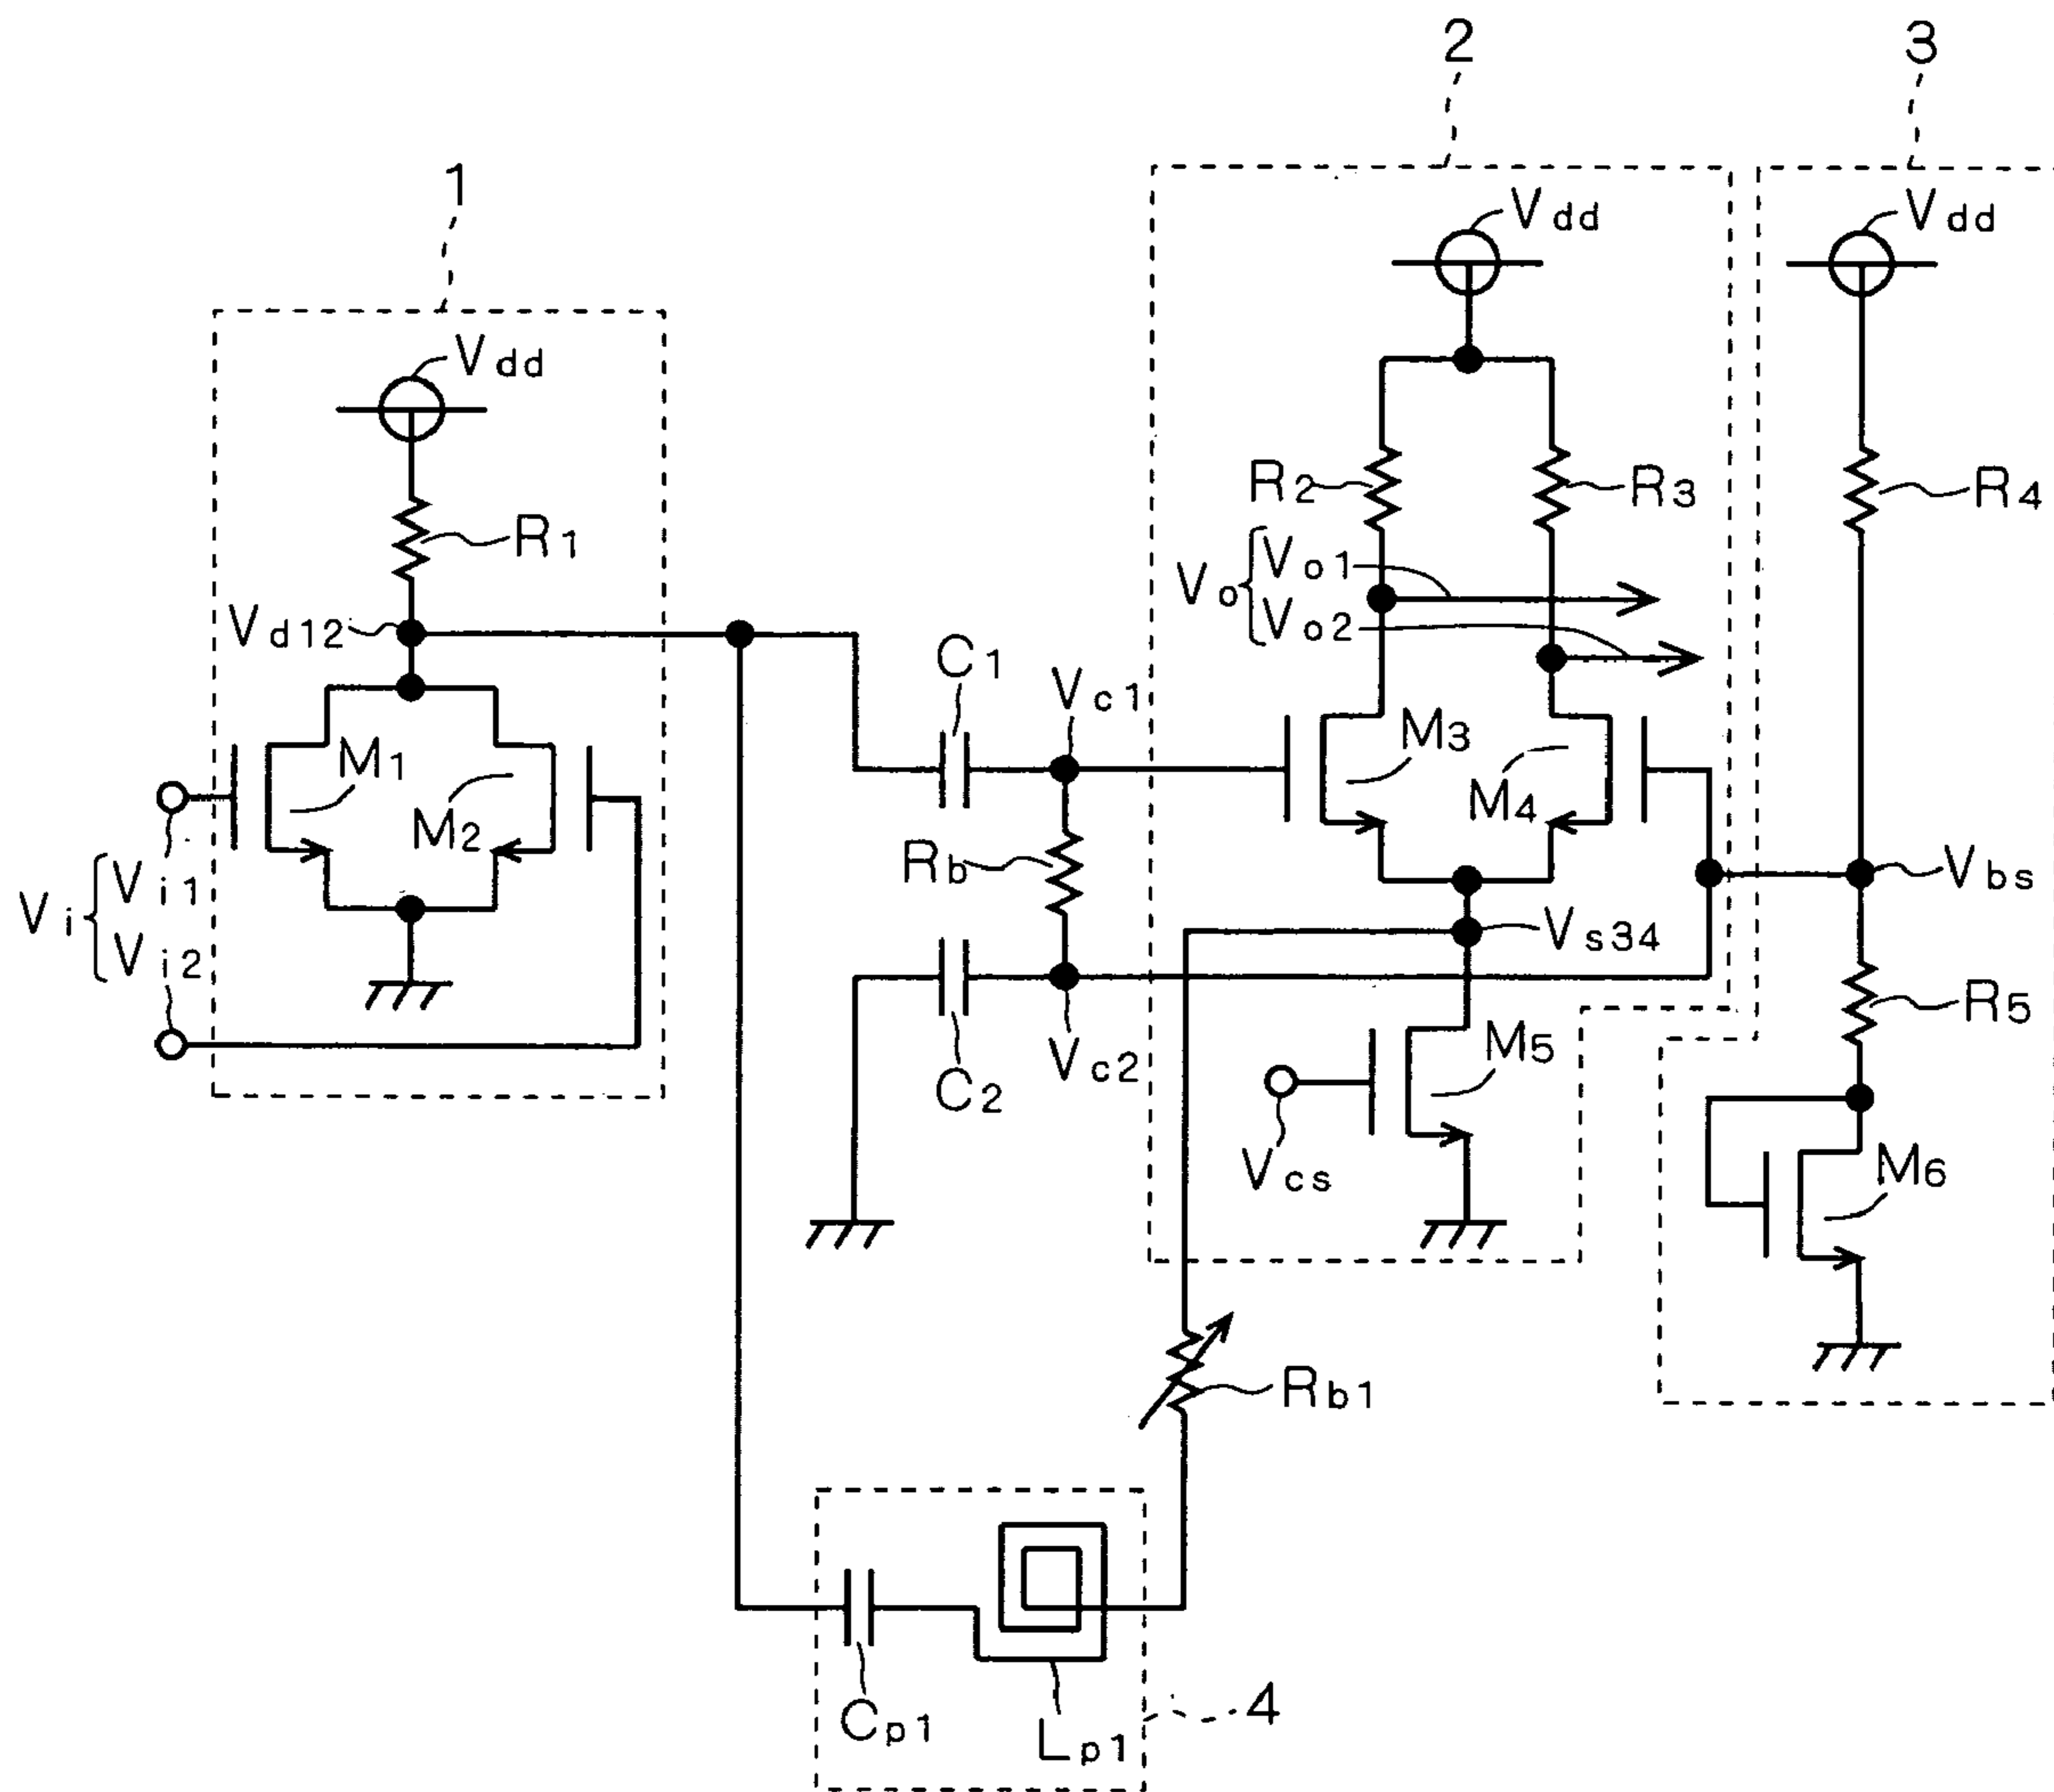 2
3
1
Vdd
Vdd
Vdd
R1
R2
R3
R4
Vo { Vo1
Vo2
Vd12
C1
Vc1
M1
M2
M3
M4
Rb
Vbs
Vi { Vi1
Vi2
Vs34
R5
C2
Vc2
M5
Vcs
M6
Rb1
Cp1
Lp1
4